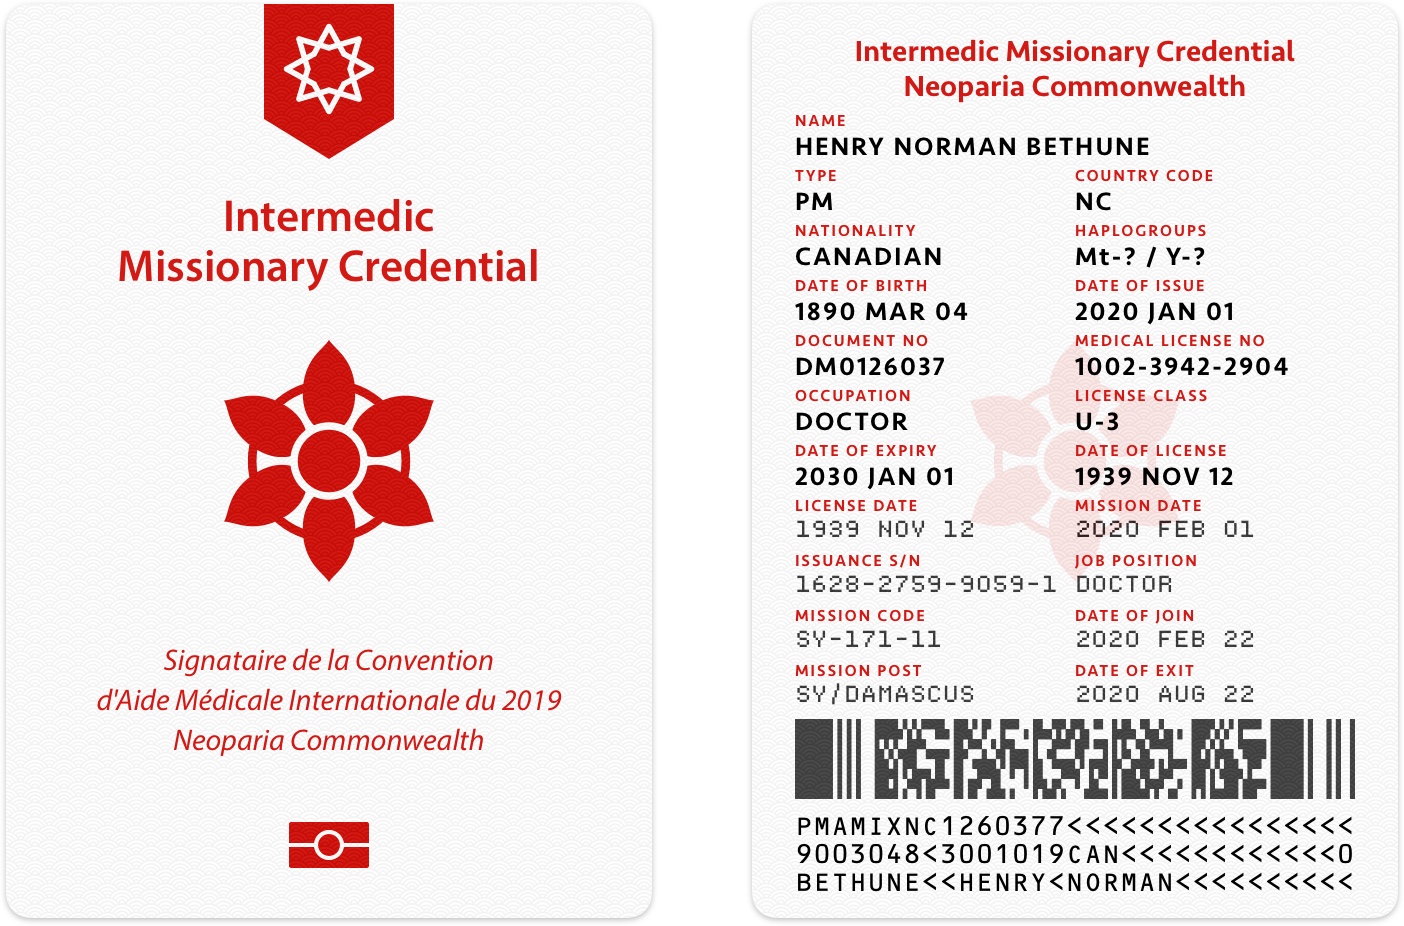 Intermedic
Missionary Credential
Signataire de la Convention
d'Aide Médicale Internationale du 2019
Neoparia Commonwealth
Intermedic Missionary Credential
Neoparia Commonwealth
NAME
HENRY NORMAN BETHUNE
TYPE COUNTRY CODE
PM NC
NATIONALITY HAPLOGROUPS
CANADIAN Mt-? / Y-?
DATE OF BIRTH DATE OF ISSUE
1890 MAR 04 2020 JAN 01
DOCUMENT NO MEDICAL LICENSE NO
DM0126037 1002-3942-2904
OCCUPATION LICENSE CLASS
DOCTOR U-3
DATE OF EXPIRY DATE OF LICENSE
2030 JAN 01 1939 NOV 12
LICENSE DATE MISSION DATE
1939 NOV 12 2020 FEB 01
ISSUANCE S/N JOB POSITION
1628-2759-9059-1 DOCTOR
MISSION CODE DATE OF JOIN
SY-171-11 2020 FEB 22
MISSION POST DATE OF EXIT
SY/DAMASCUS 2020 AUG 22
PMAMIXNC1260377<<<<<<<<<<<<<<<<
9003048<3001019CAN<<<<<<<<<<<<0
BETHUNE<<HENRY<NORMAN<<<<<<<<<<